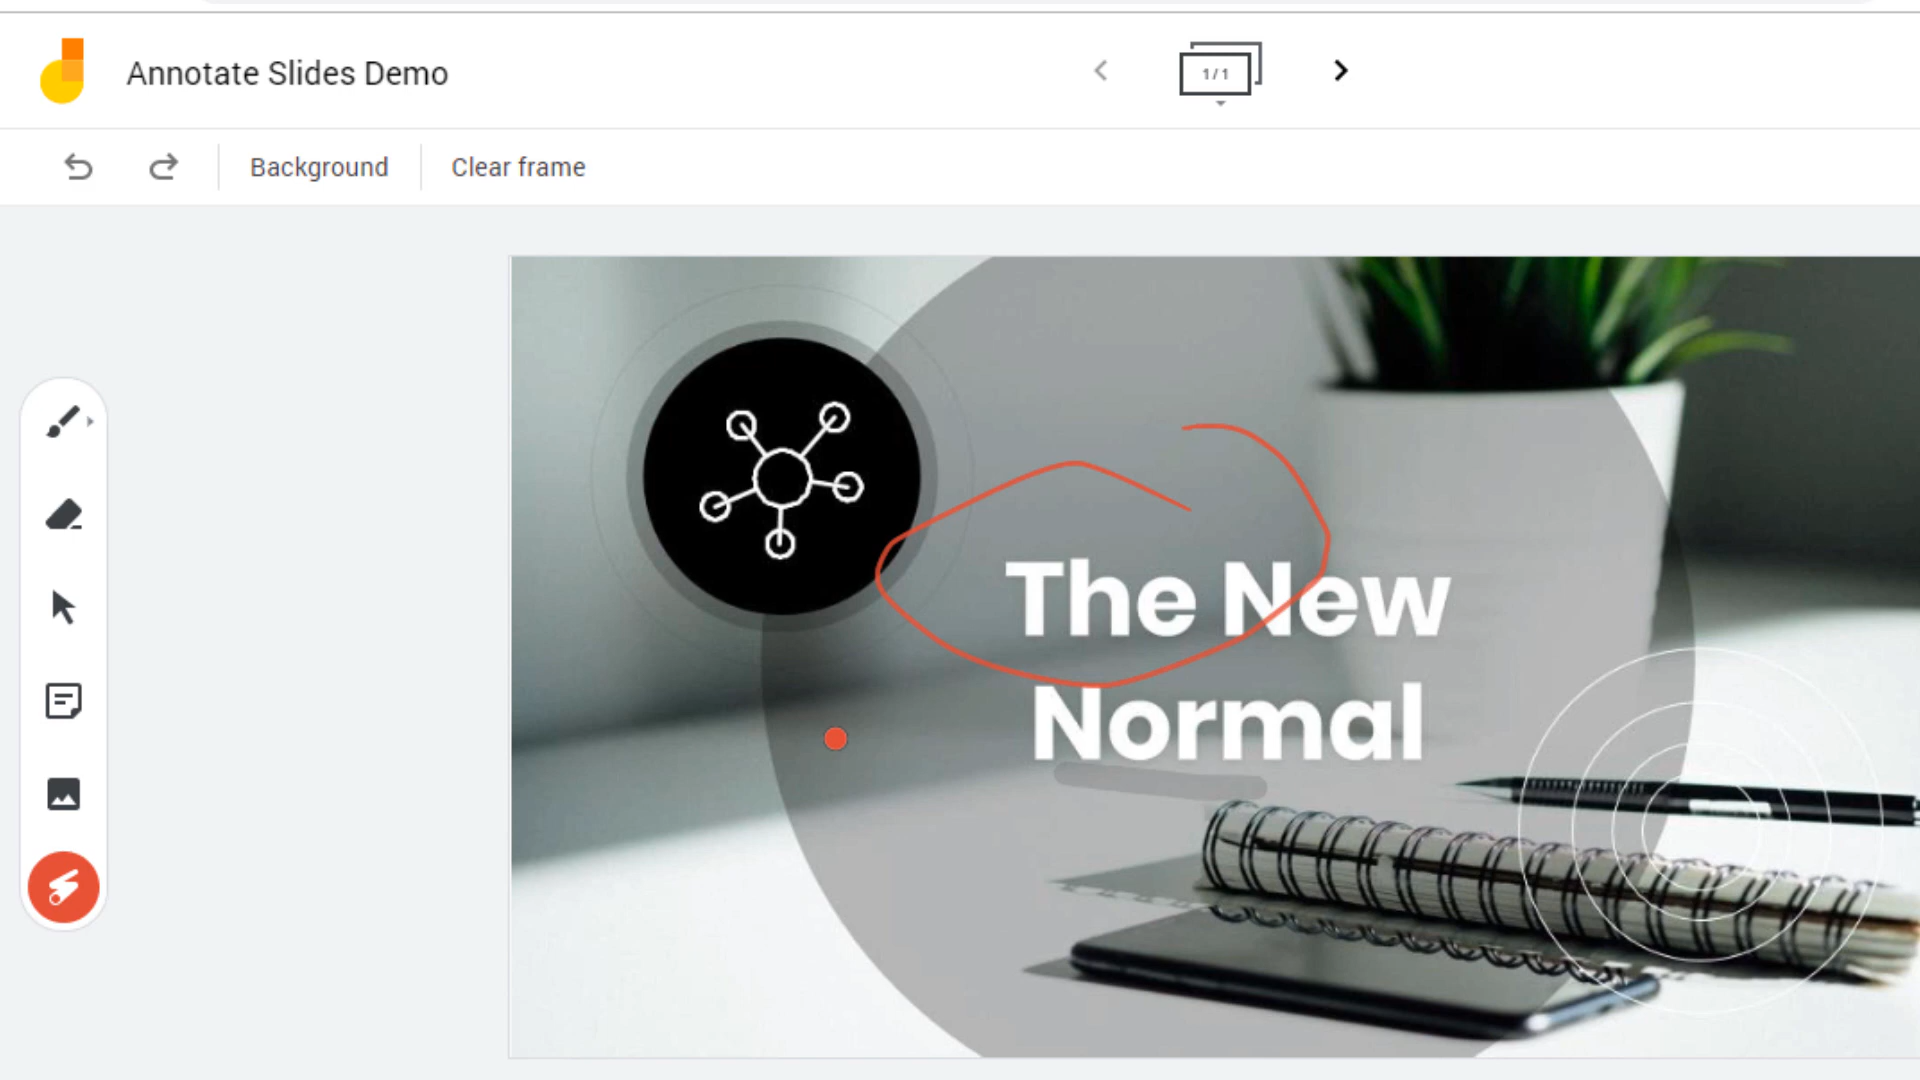 Annotate Slides Demo
1/1
Background
Clear frame
The New
Normal